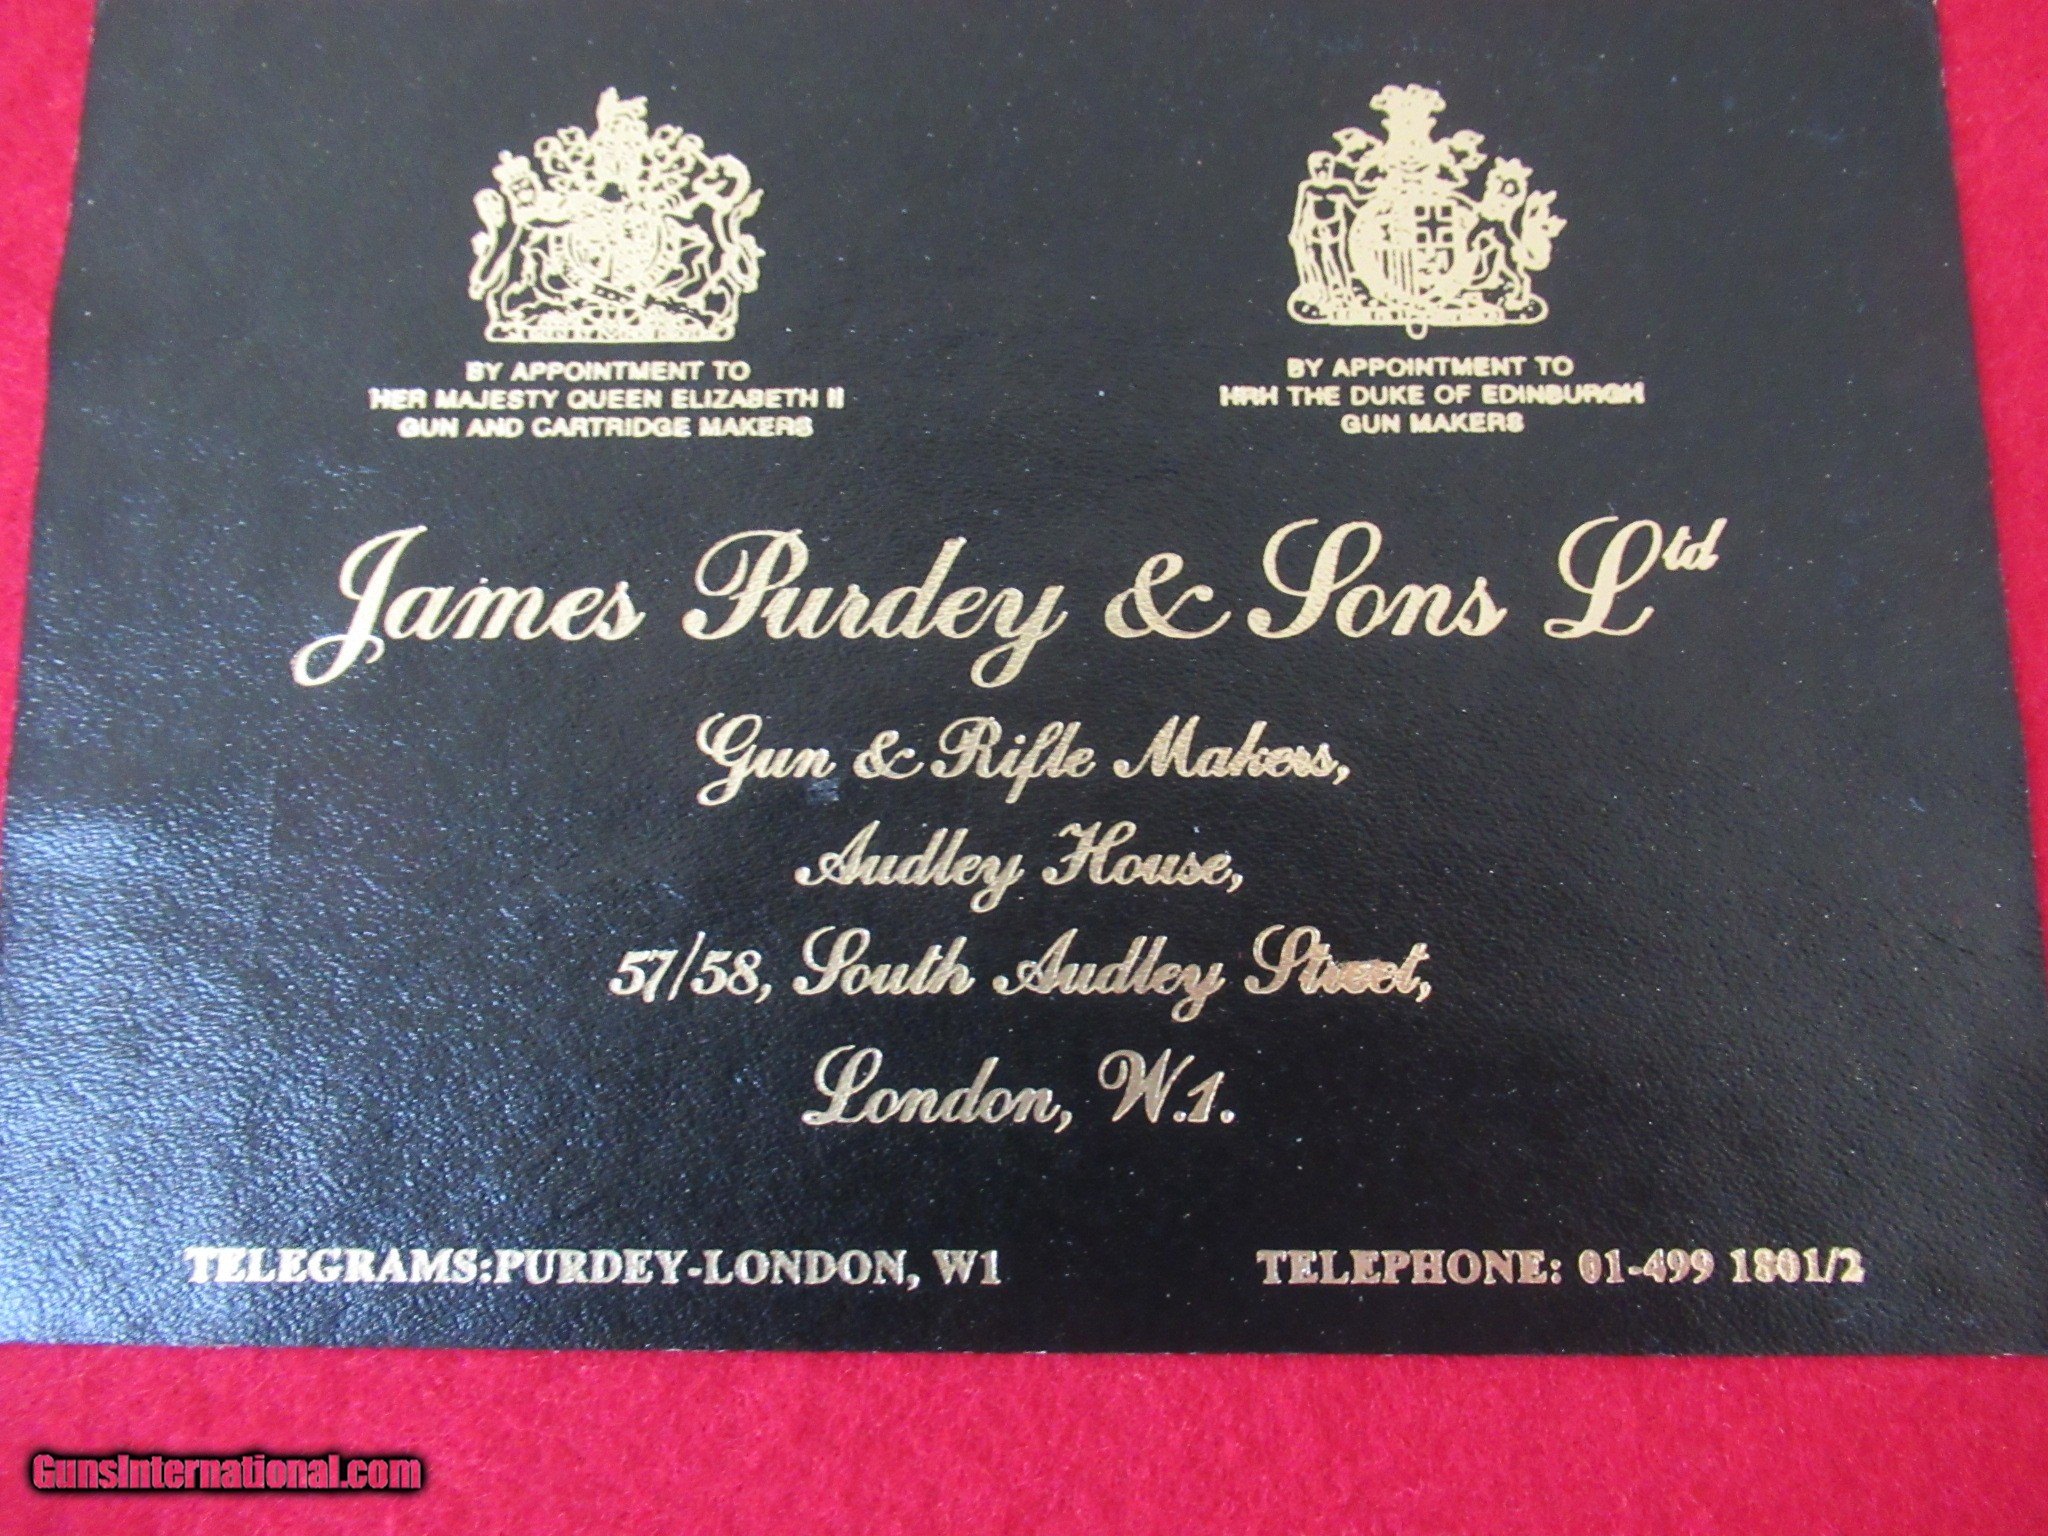 BY APPOINTMENT TO
HER MAJESTY QUEEN ELIZABETH II
GUN AND CARTRIDGE MAKERS
BY APPOINTMENT TO
HRH THE DUKE OF EDINBURGH
GUN MAKERS
James Purdey & Sons Ltd
Gun & Rifle Makers,
Audley House,
57/58, South Audley Street,
London, W.1.
TELEGRAMS:PURDEY-LONDON, W1
TELEPHONE: 01-499 1801/2
GunsInternational.com